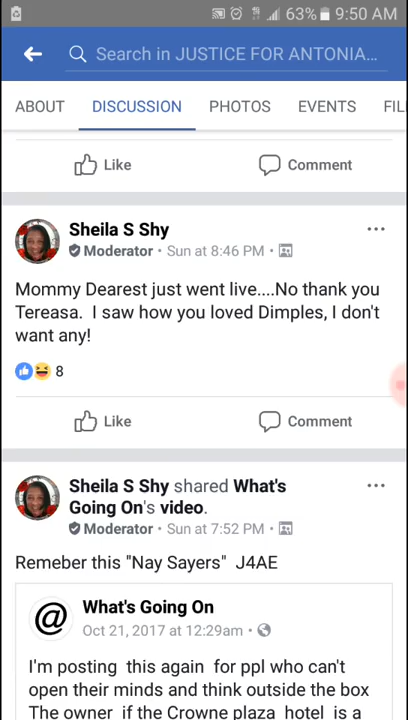 63% 9:50 AM
Search in JUSTICE FOR ANTONIA...
ABOUT DISCUSSION PHOTOS EVENTS FIL
Like Comment
Sheila S Shy
Moderator • Sun at 8:46 PM •
Mommy Dearest just went live....No thank you
Tereasa. I saw how you loved Dimples, I don't
want any!
8
Like Comment
Sheila S Shy shared What's
Going On's video.
Moderator • Sun at 7:52 PM •
Remeber this "Nay Sayers" J4AE
@ What's Going On
Oct 21, 2017 at 12:29am •
I'm posting this again for ppl who can't
open their minds and think outside the box
The owner if the Crowne plaza hotel is a